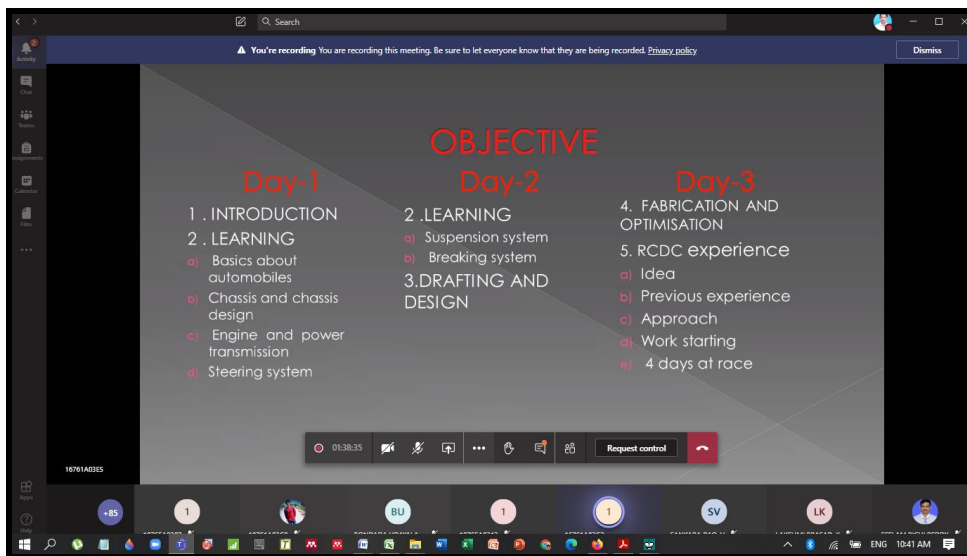 Search
You're recording You are recording this meeting. Be sure to let everyone know that they are being recorded. Privacy policy
Dismiss
2
Activity
Chat
Teams
Assignments
Calendar
Files
OBJECTIVE
Day-1
1 . INTRODUCTION
2 . LEARNING
a) Basics about
automobiles
b) Chassis and chassis
design
c) Engine and power
transmission
d) Steering system
Day-2
2 .LEARNING
a) Suspension system
b) Breaking system
3.DRAFTING AND
DESIGN
Day-3
4. FABRICATION AND
OPTIMISATION
5. RCDC experience
a) Idea
b) Previous experience
c) Approach
d) Work starting
e) 4 days at race
01:38:35
Request control
16761A03E5
Apps
Help
+85
1
BU
1
1
SV
LK
ENG
10:41 AM